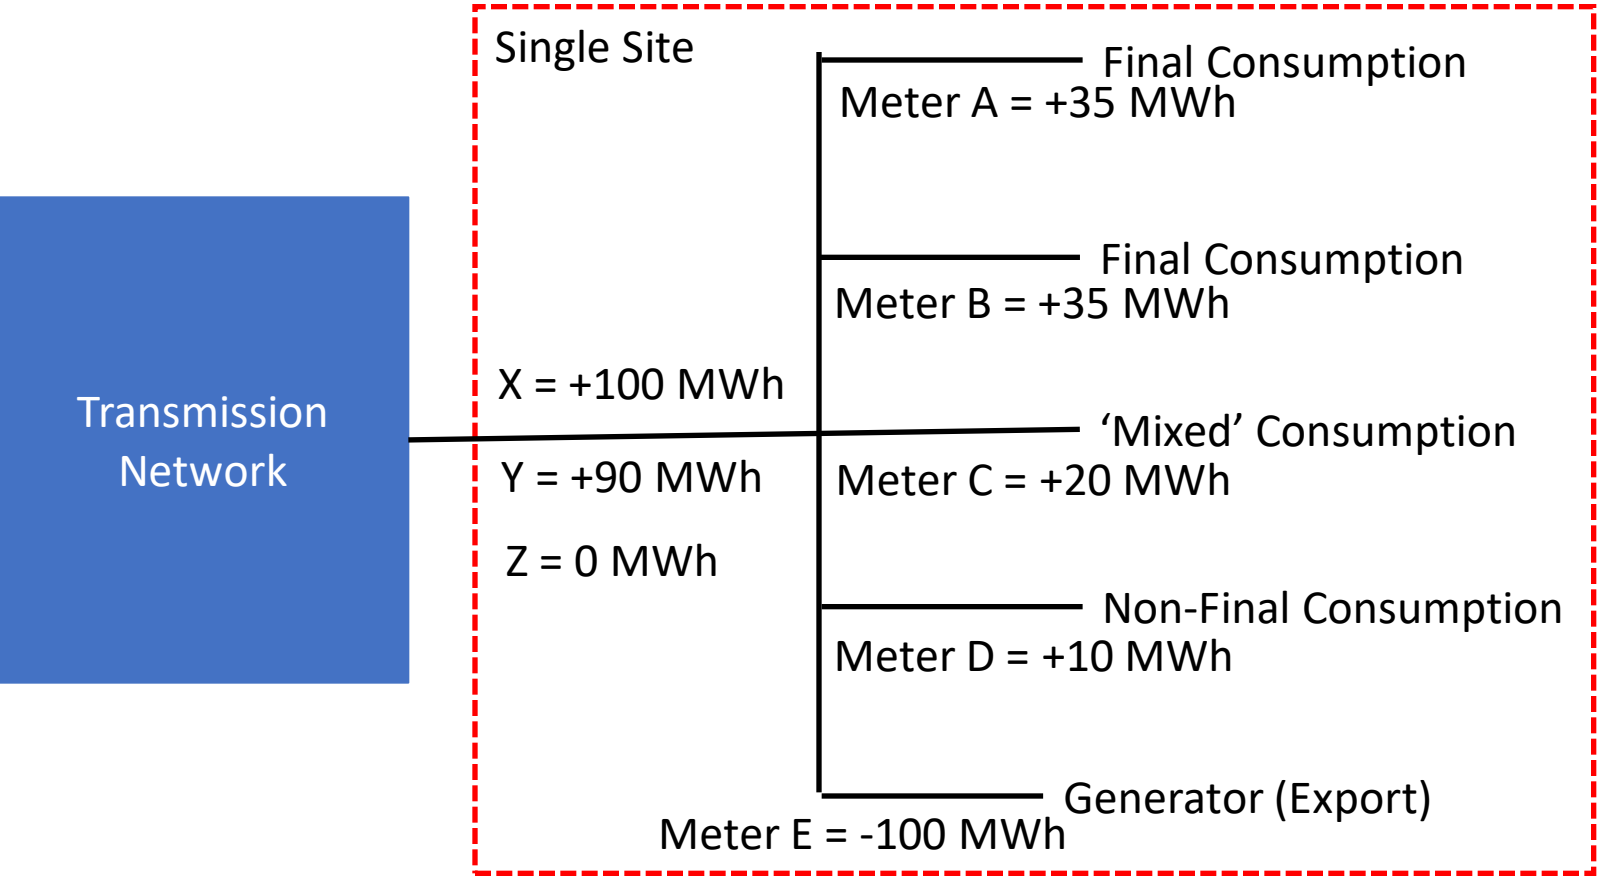 Single Site
Final Consumption
Meter A = +35 MWh
Final Consumption
Meter B = +35 MWh
X = +100 MWh
Transmission
Network
Y = +90 MWh
Z = 0 MWh
‘Mixed’ Consumption
Meter C = +20 MWh
Non-Final Consumption
Meter D = +10 MWh
Generator (Export)
Meter E = -100 MWh